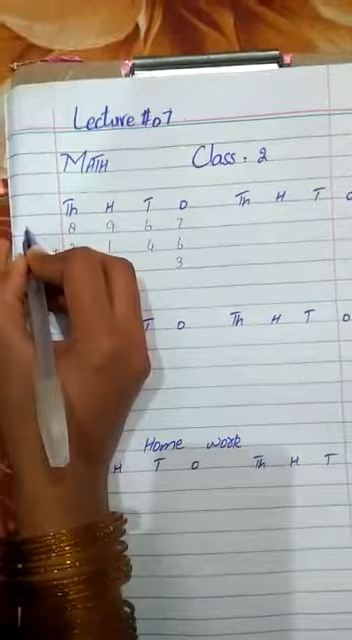 Lecture #07
MATH Class . 2
Th H T O Th H T O
8 9 6 7
1 4 6
3
T O Th H T O
Home work
H T O Th H T